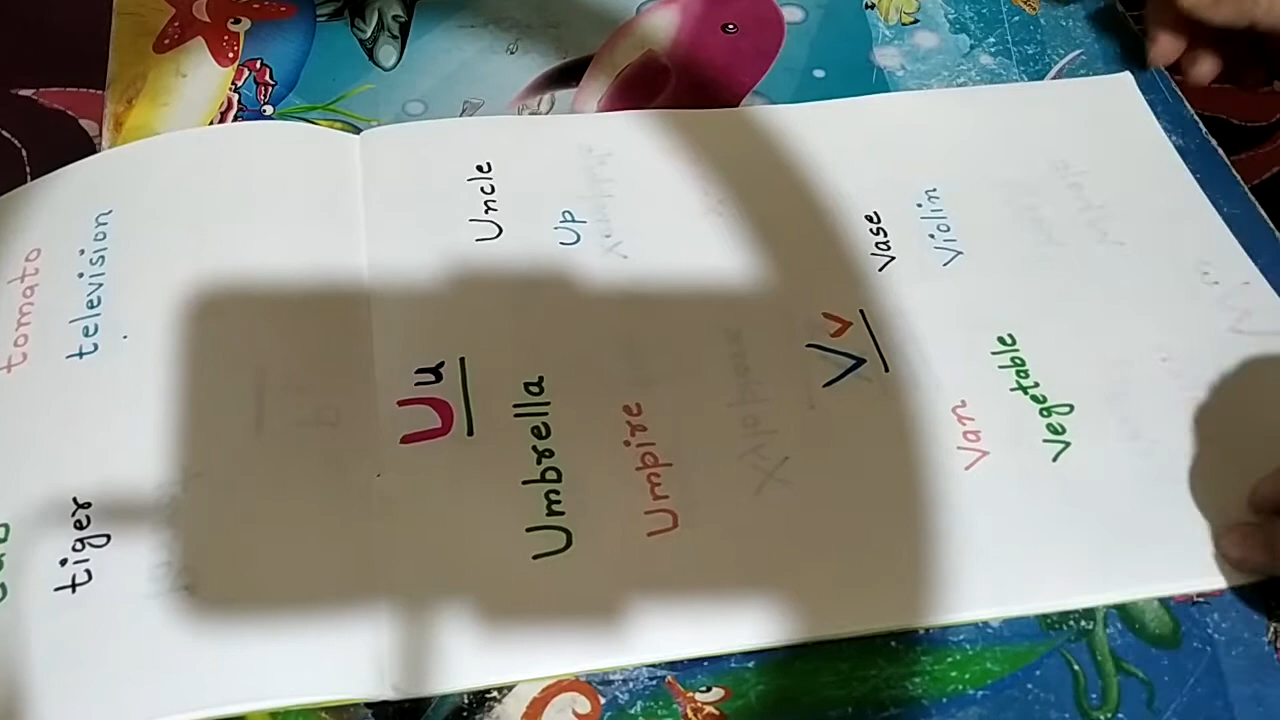 tomato
television
tiger
Uu
Uncle
Up
Umbrella
Umpire
Vv
Vase
Violin
Van
Vegetable